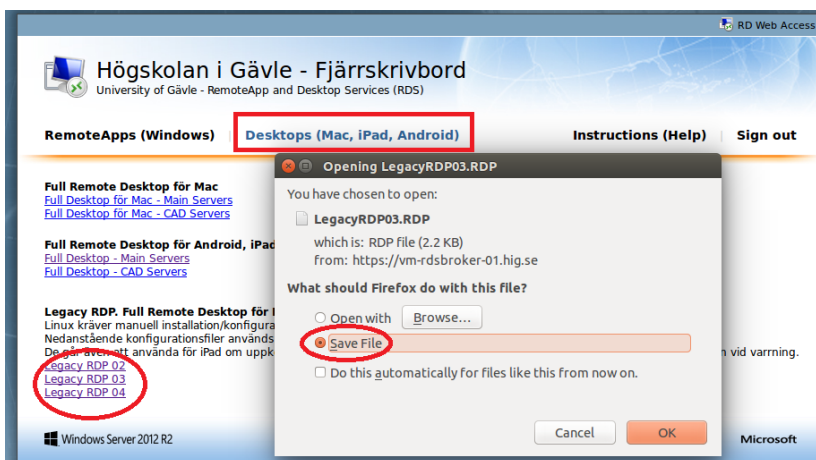 RD Web Access
Högskolan i Gävle - Fjärrskrivbord
University of Gävle - RemoteApp and Desktop Services (RDS)
RemoteApps (Windows)
Desktops (Mac, iPad, Android)
Instructions (Help)
Sign out
Full Remote Desktop för Mac
Full Desktop för Mac - Main Servers
Full Desktop för Mac - CAD Servers
Full Remote Desktop för Android, iPad
Full Desktop - Main Servers
Full Desktop - CAD Servers
Legacy RDP. Full Remote Desktop för
Linux kräver manuell installation/konfigura
Nedanstående konfigurationsfiler används
De går även att använda för iPad om uppk
n vid varrning.
Legacy RDP 02
Legacy RDP 03
Legacy RDP 04
Windows Server 2012 R2
Microsoft
Opening LegacyRDP03.RDP
You have chosen to open:
LegacyRDP03.RDP
which is: RDP file (2.2 KB)
from: https://vm-rdsbroker-01.hig.se
What should Firefox do with this file?
Open with
Browse...
Save File
Do this automatically for files like this from now on.
Cancel
OK